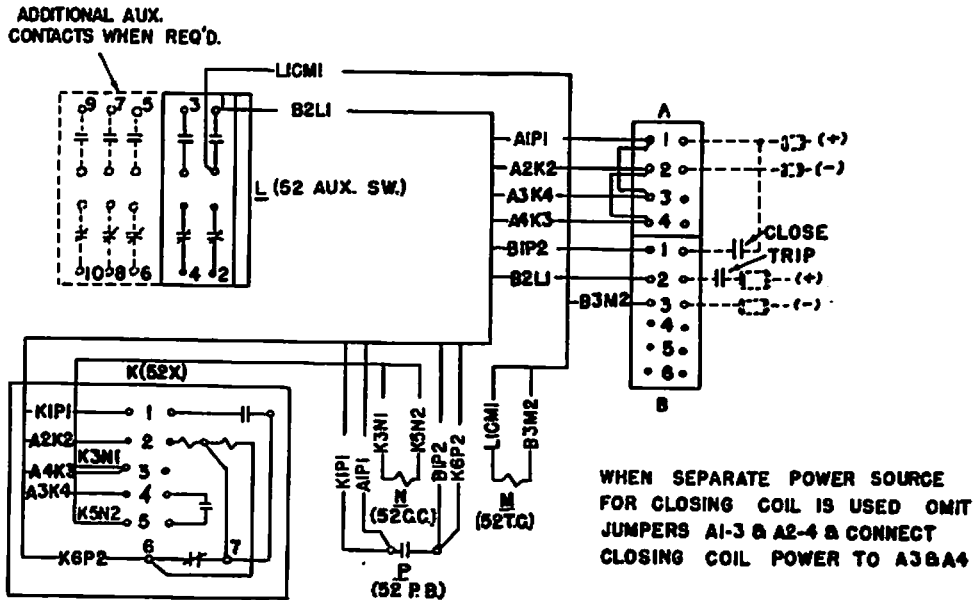 ADDITIONAL AUX.
CONTACTS WHEN REQ'D.
L1CM1
B2L1
9 7 5 3 1
10 8 6 4 2
L (52 AUX. SW.)
A
A1P1 1 (+)
A2K2 2 (-)
A3K4 3
A4K3 4
B1P2 1 CLOSE
TRIP
B2L1 2 (+)
B3M2 3 (-)
4
5
6
B
K(52X)
K1P1 1
A2K2 2
K3N1
A4K3 3
A3K4 4
K5N2 5
K6P2 6 7
K1P1
A1P1
K3N1
K5N2
B1P2
K6P2
L1CM1
B3M2
N
(52C.C.)
M
(52T.C)
P
(52 P.B.)
WHEN SEPARATE POWER SOURCE
FOR CLOSING COIL IS USED OMIT
JUMPERS A1-3 & A2-4 & CONNECT
CLOSING COIL POWER TO A3&A4